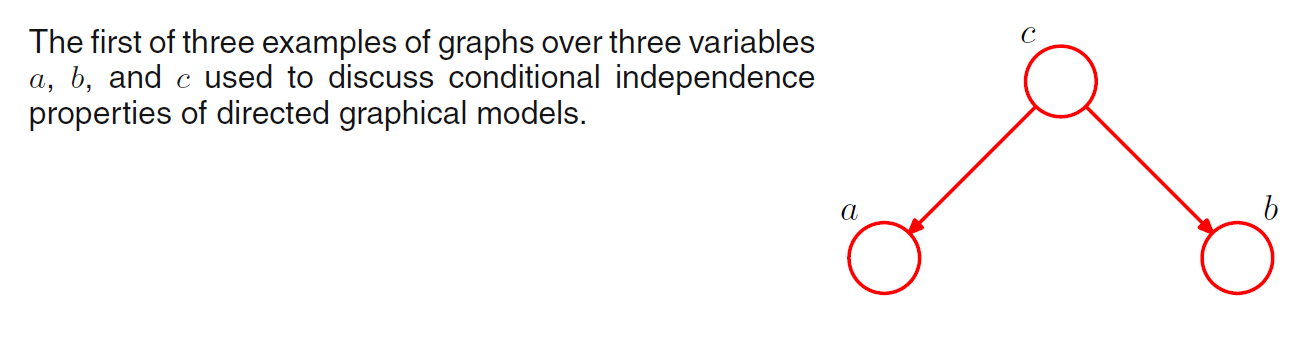 The first of three examples of graphs over three variables
a, b, and c used to discuss conditional independence
properties of directed graphical models.
c
a
b